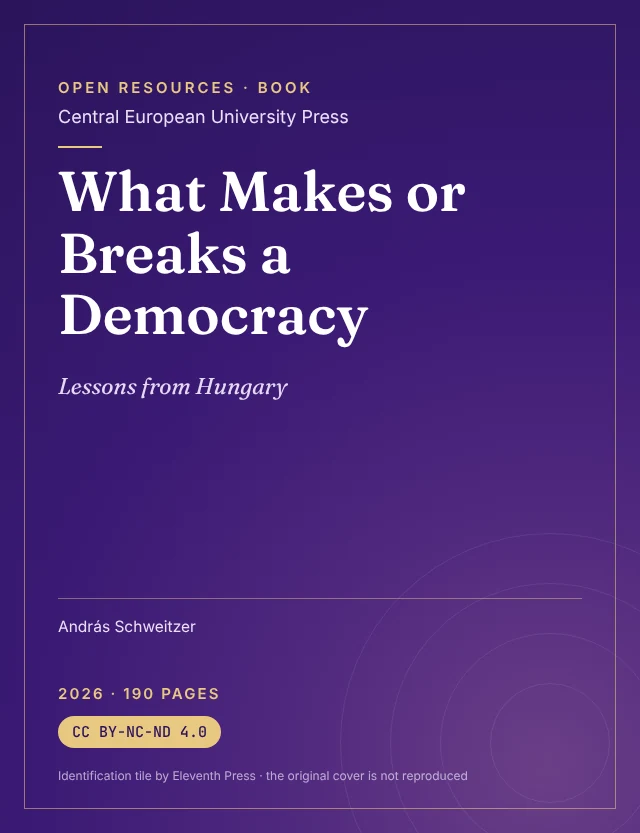 OPEN RESOURCES · BOOK
Central European University Press
What Makes or
Breaks a
Democracy
Lessons from Hungary
András Schweitzer
2026 · 190 PAGES
CC BY-NC-ND 4.0
Identification tile by Eleventh Press · the original cover is not reproduced